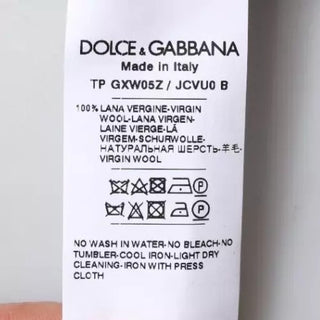 DOLCE & GABBANA
Made in Italy
TP GXW05Z / JCVU0 B
100% LANA VERGINE-VIRGIN
WOOL-LANA VIRGEN-
LAINE VIERGE-LÃ
VIRGEM-SCHURWOLLE-
НАТУРАЛЬНАЯ ШЕРСТЬ-羊毛-
VIRGIN WOOL
P
P
NO WASH IN WATER-NO BLEACH-NO
TUMBLER-COOL IRON-LIGHT DRY
CLEANING-IRON WITH PRESS
CLOTH